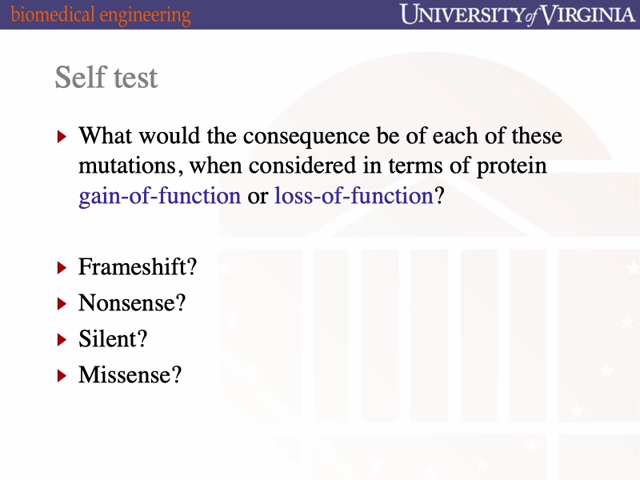 biomedical engineering
UNIVERSITY of VIRGINIA
Self test
What would the consequence be of each of these
mutations, when considered in terms of protein
gain-of-function or loss-of-function?
Frameshift?
Nonsense?
Silent?
Missense?